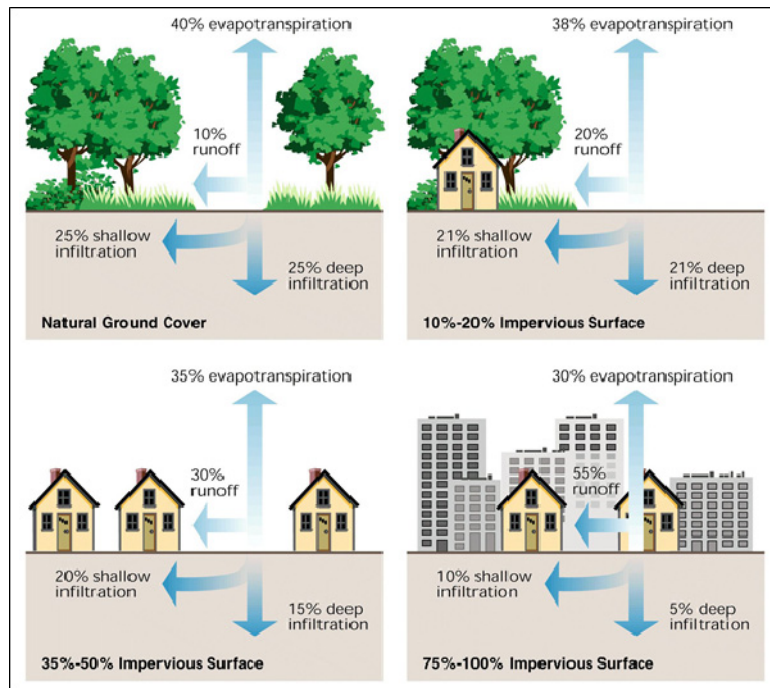 40% evapotranspiration
10%
runoff
25% shallow
infiltration
25% deep
infiltration
Natural Ground Cover
38% evapotranspiration
20%
runoff
21% shallow
infiltration
21% deep
infiltration
10%-20% Impervious Surface
35% evapotranspiration
30%
runoff
20% shallow
infiltration
15% deep
infiltration
35%-50% Impervious Surface
30% evapotranspiration
55%
runoff
10% shallow
infiltration
5% deep
infiltration
75%-100% Impervious Surface